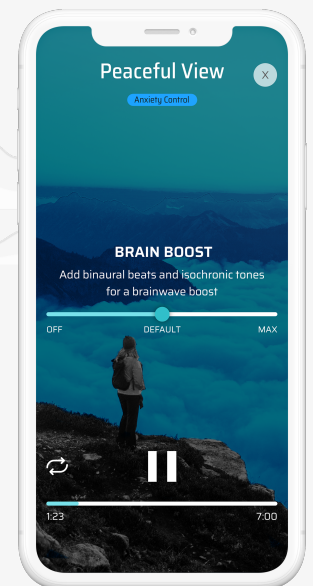 Peaceful View
X
Anxiety Control
BRAIN BOOST
Add binaural beats and isochronic tones
for a brainwave boost
OFF DEFAULT MAX
1:23 7:00